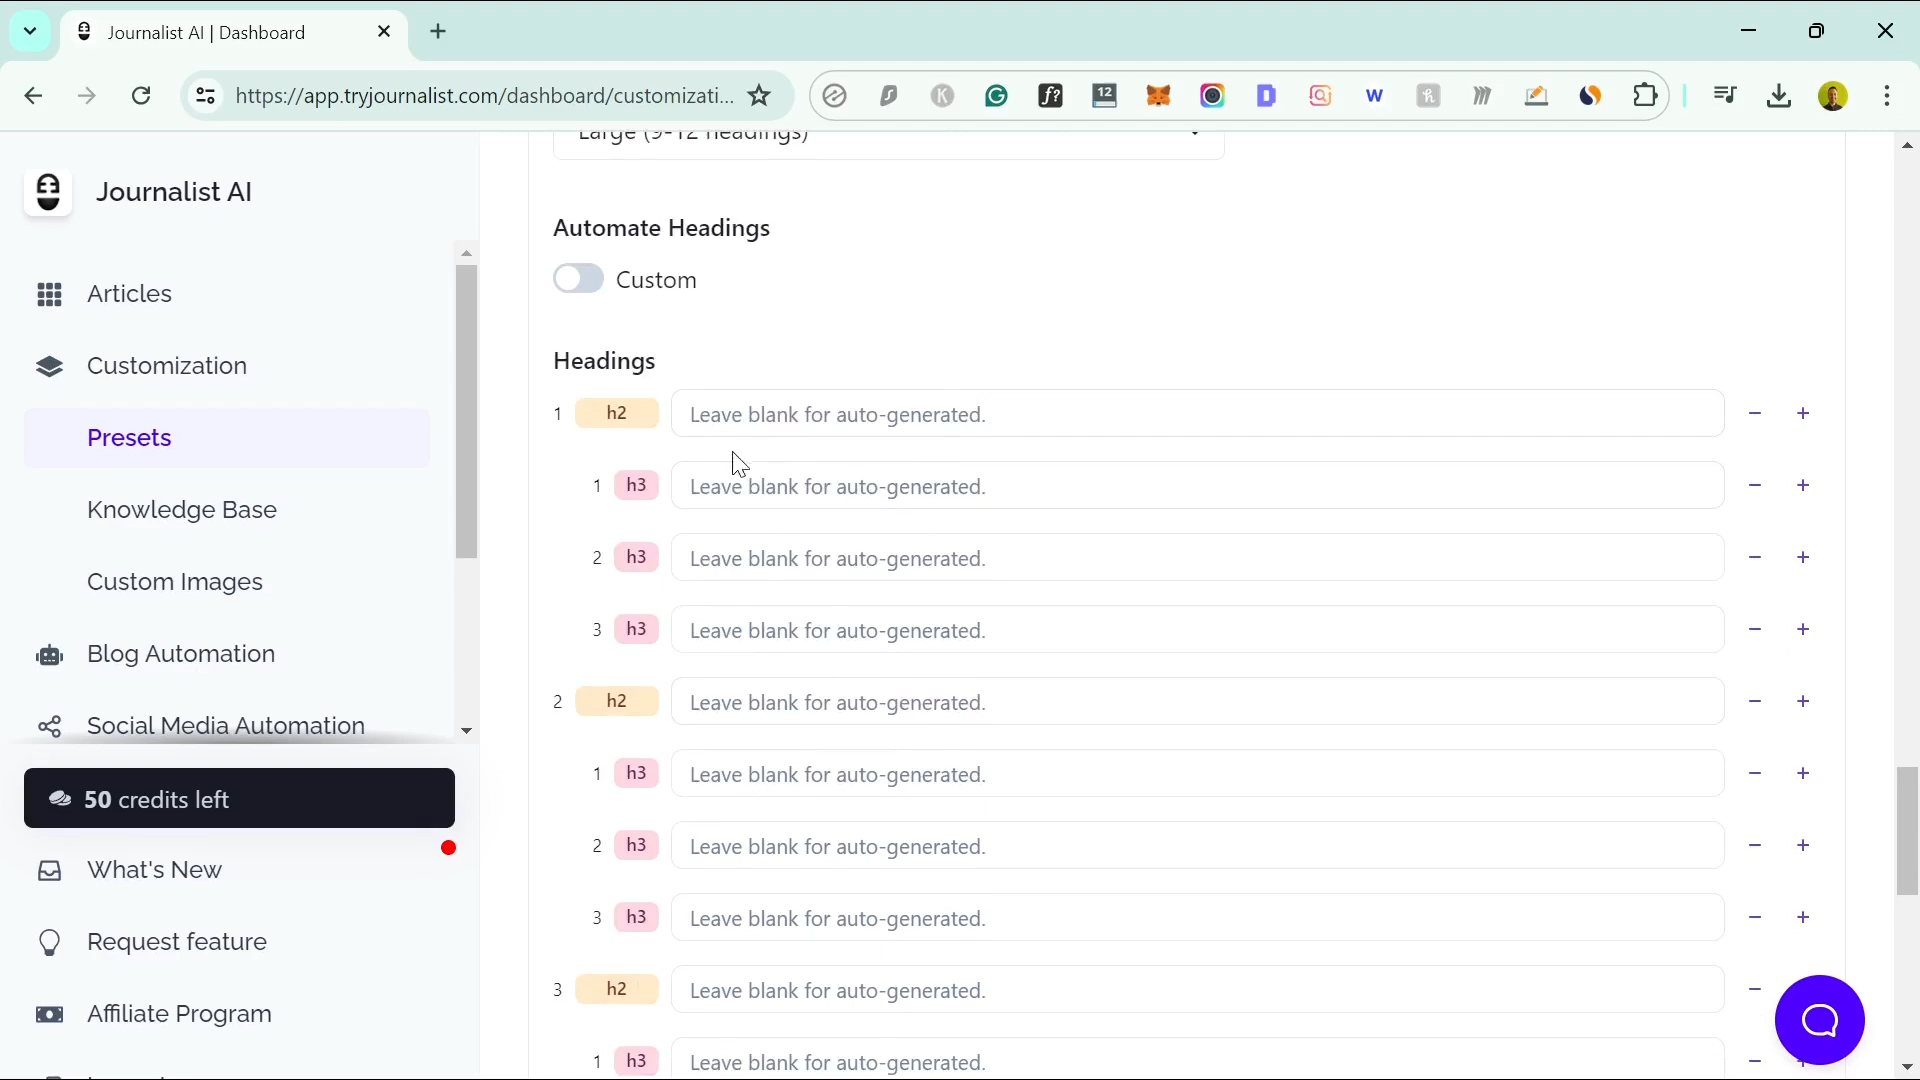 Journalist AI | Dashboard
https://app.tryjournalist.com/dashboard/customizati...
Large (9-12 headings)
Journalist AI
Articles
Customization
Presets
Knowledge Base
Custom Images
Blog Automation
Social Media Automation
50 credits left
What's New
Request feature
Affiliate Program
Automate Headings
Custom
Headings
1 h2 Leave blank for auto-generated. - +
1 h3 Leave blank for auto-generated. - +
2 h3 Leave blank for auto-generated. - +
3 h3 Leave blank for auto-generated. - +
2 h2 Leave blank for auto-generated. - +
1 h3 Leave blank for auto-generated. - +
2 h3 Leave blank for auto-generated. - +
3 h3 Leave blank for auto-generated. - +
3 h2 Leave blank for auto-generated. -
1 h3 Leave blank for auto-generated. - +